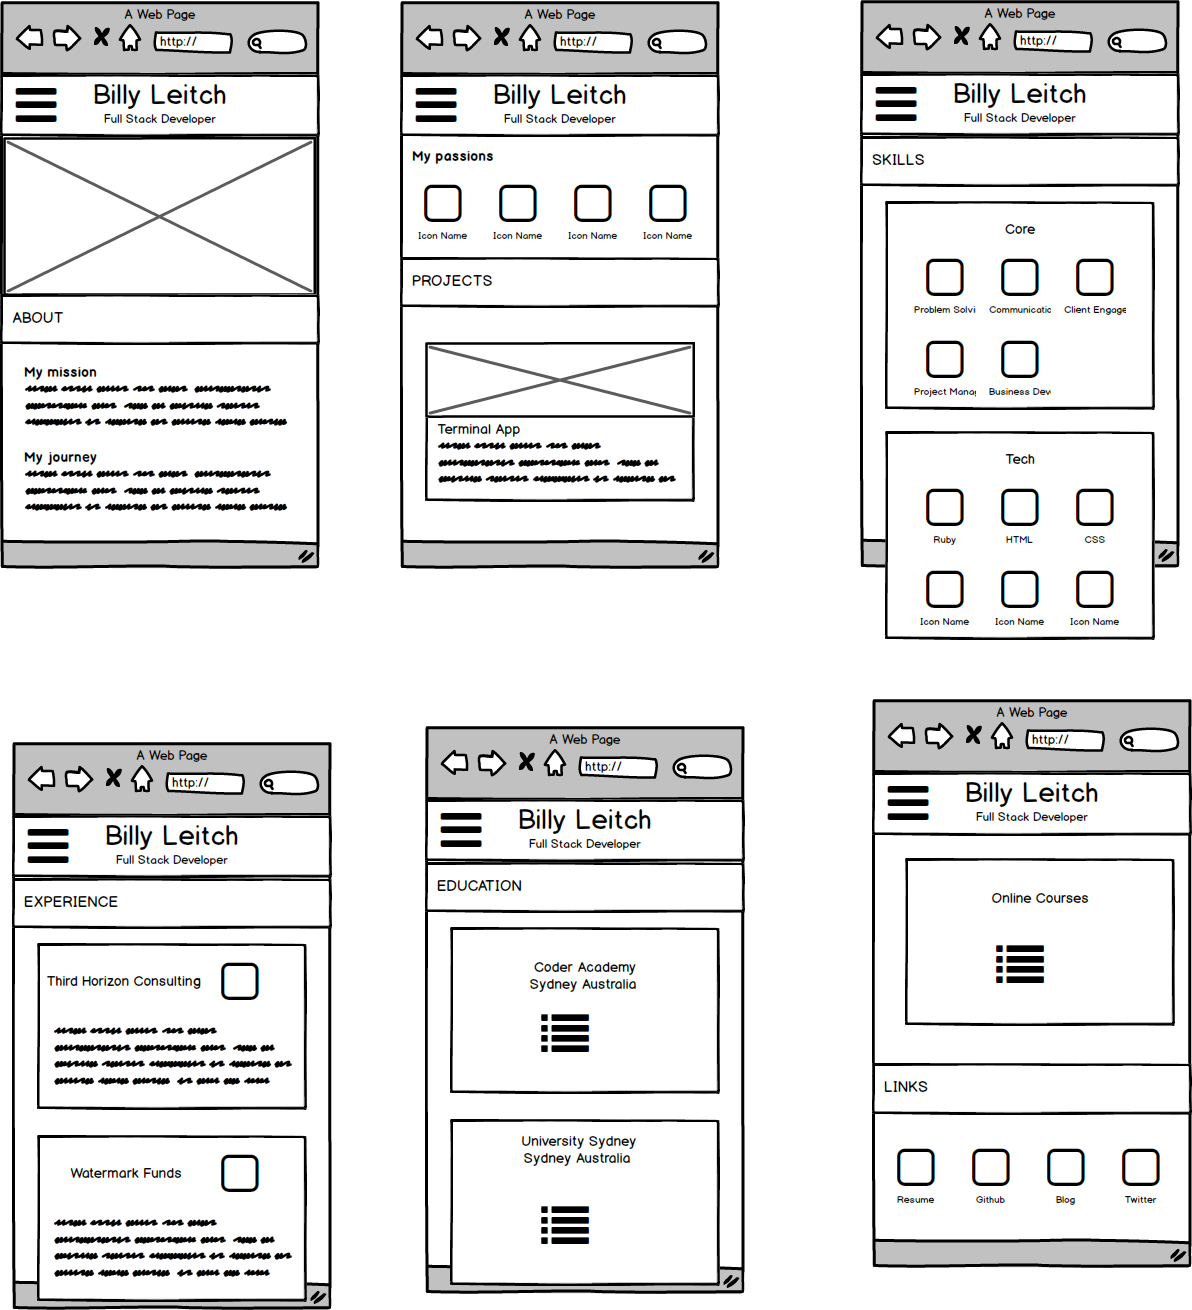 A Web Page
http://
Billy Leitch
Full Stack Developer
ABOUT
My mission
My journey
A Web Page
http://
Billy Leitch
Full Stack Developer
My passions
Icon Name Icon Name Icon Name Icon Name
PROJECTS
Terminal App
A Web Page
http://
Billy Leitch
Full Stack Developer
SKILLS
Core
Problem Solvi Communicatic Client Engage
Project Manag Business Dev
Tech
Ruby HTML CSS
Icon Name Icon Name Icon Name
A Web Page
http://
Billy Leitch
Full Stack Developer
EXPERIENCE
Third Horizon Consulting
Watermark Funds
A Web Page
http://
Billy Leitch
Full Stack Developer
EDUCATION
Coder Academy
Sydney Australia
University Sydney
Sydney Australia
A Web Page
http://
Billy Leitch
Full Stack Developer
Online Courses
LINKS
Resume Github Blog Twitter